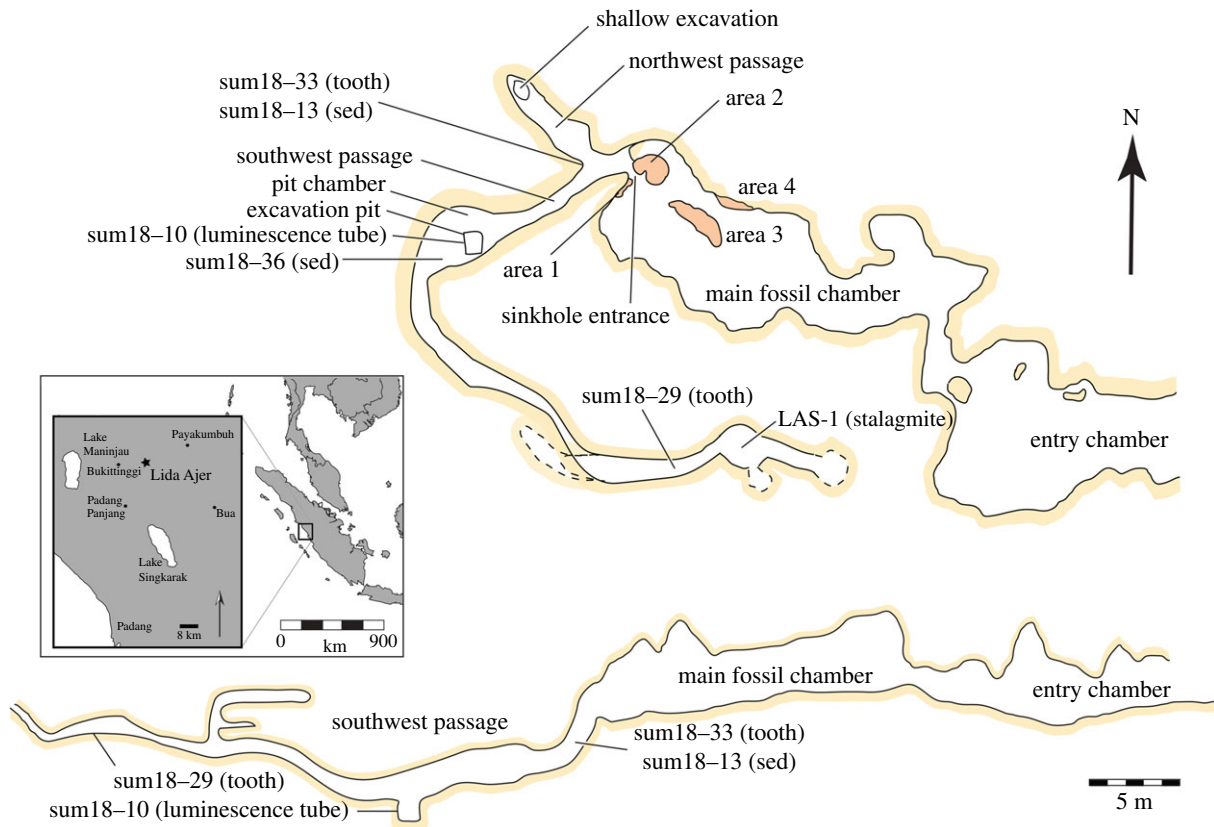 shallow excavation
northwest passage
sum18–33 (tooth)
sum18–13 (sed)
area 2
N
southwest passage
pit chamber
excavation pit
sum18–10 (luminescence tube)
sum18–36 (sed)
area 4
area 3
area 1
sinkhole entrance
main fossil chamber
sum18–29 (tooth)
LAS-1 (stalagmite)
entry chamber
Lake
Maninjau
Payakumbuh
Bukittinggi
Lida Ajer
Padang
Panjang
Bua
Lake
Singkarak
Padang
8 km
0
900
km
main fossil chamber
entry chamber
southwest passage
sum18–33 (tooth)
sum18–13 (sed)
sum18–29 (tooth)
sum18–10 (luminescence tube)
5 m